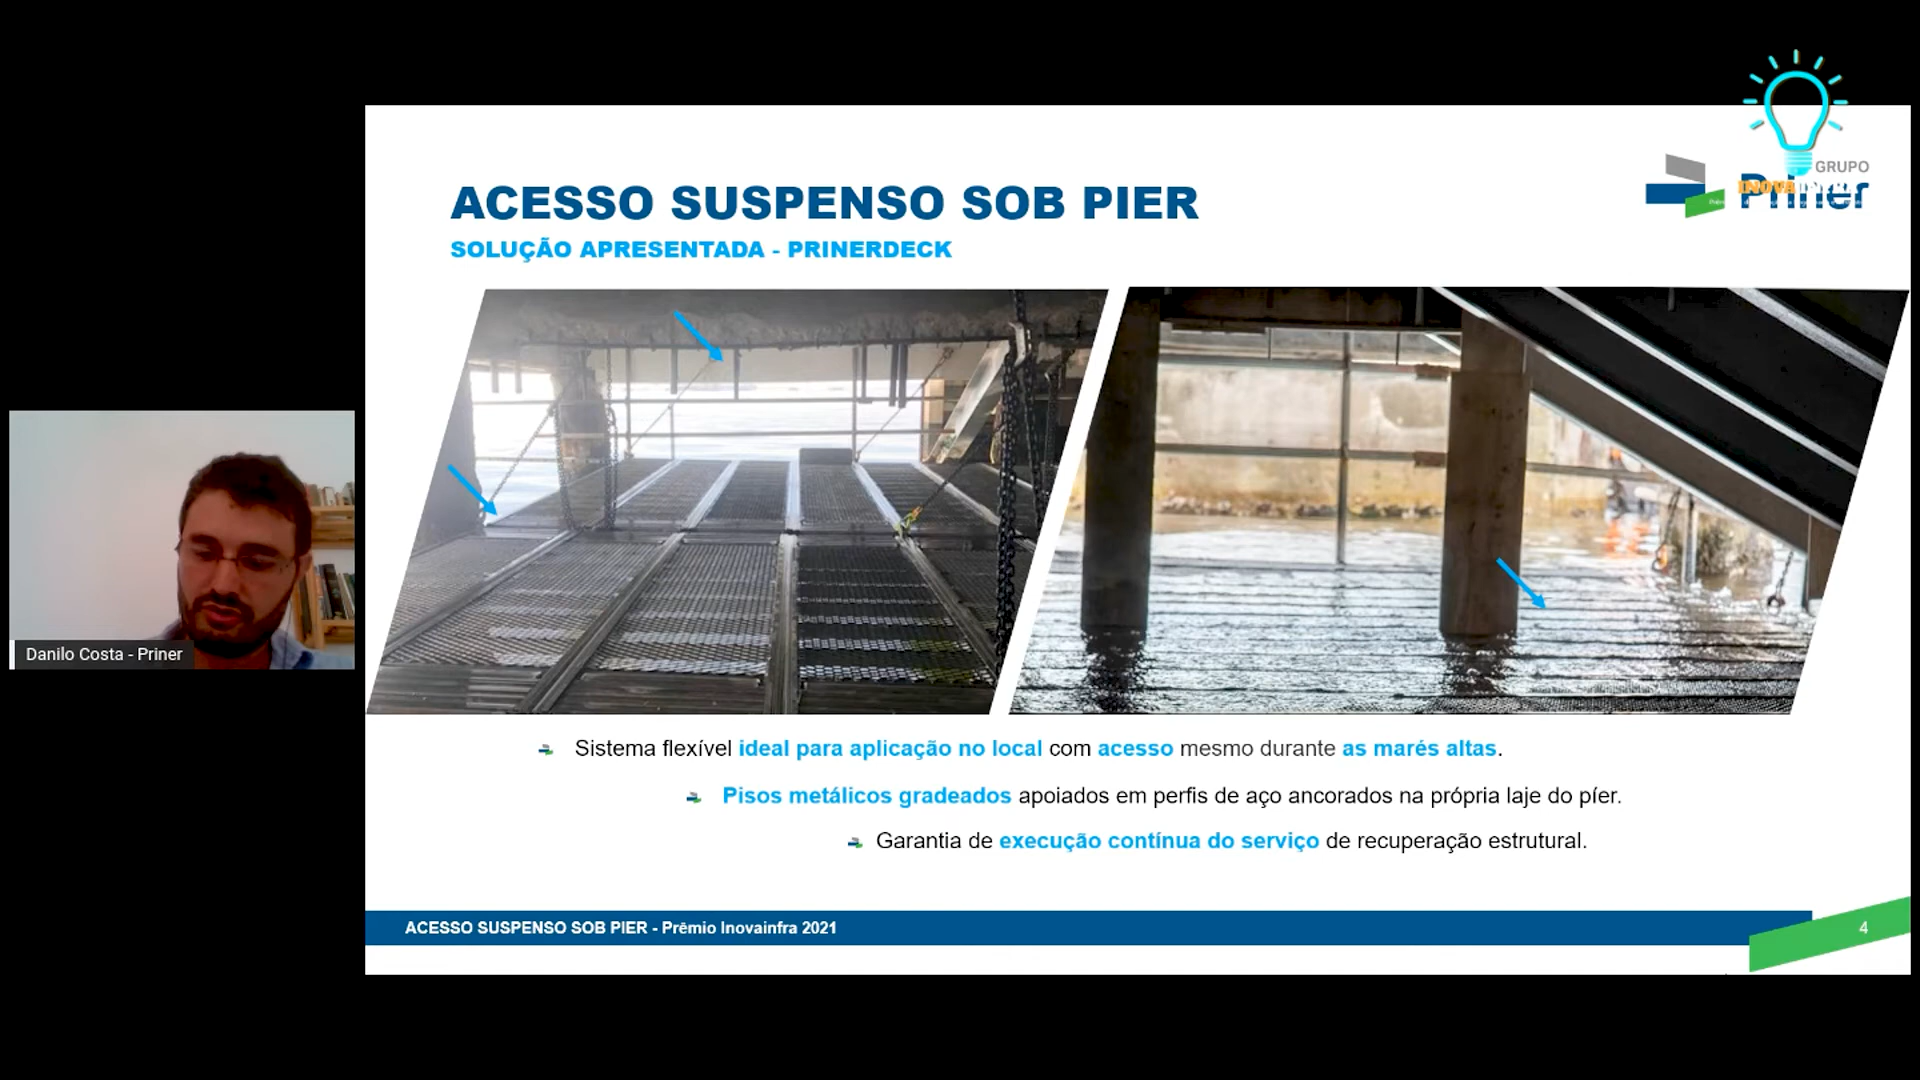 GRUPO
INOVAINFRA
Priner
ACESSO SUSPENSO SOB PIER
SOLUÇÃO APRESENTADA - PRINERDECK
Danilo Costa - Priner
Sistema flexível ideal para aplicação no local com acesso mesmo durante as marés altas.
Pisos metálicos gradeados apoiados em perfis de aço ancorados na própria laje do píer.
Garantia de execução contínua do serviço de recuperação estrutural.
ACESSO SUSPENSO SOB PIER - Prêmio Inovainfra 2021
4